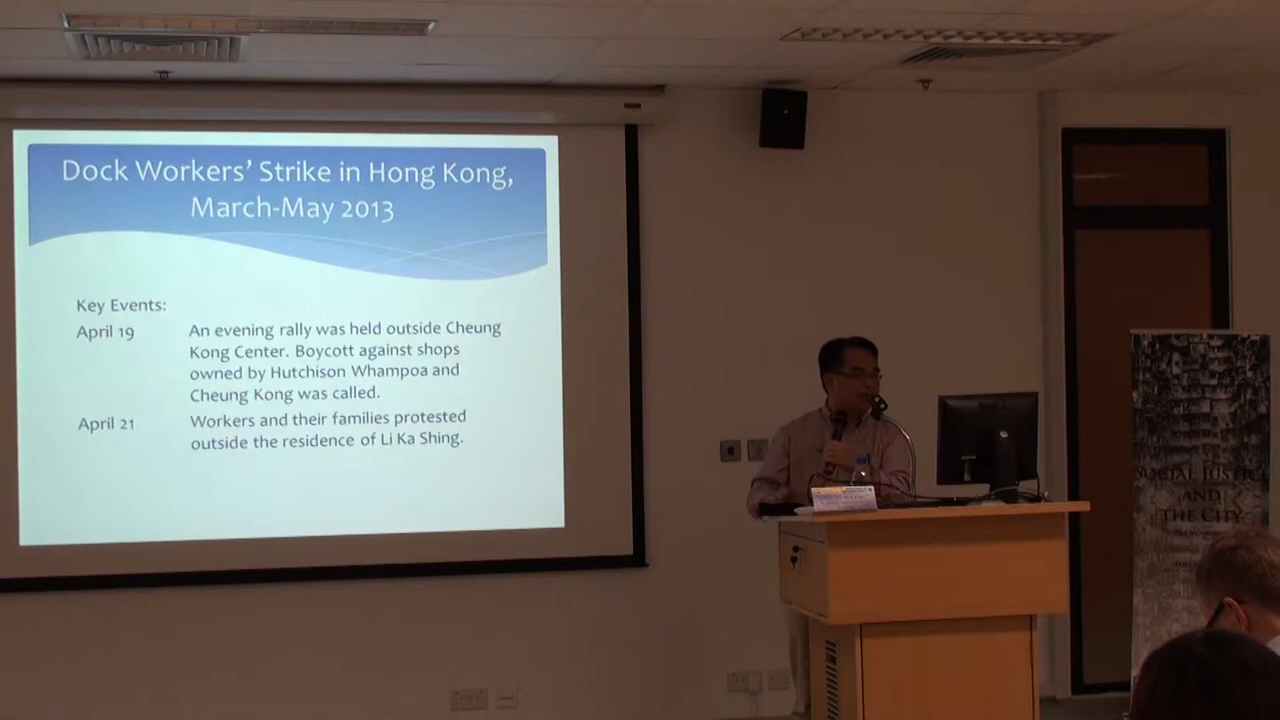 Dock Workers' Strike in Hong Kong,
March-May 2013
Key Events:
April 19 An evening rally was held outside Cheung
Kong Center. Boycott against shops
owned by Hutchison Whampoa and
Cheung Kong was called.
April 21 Workers and their families protested
outside the residence of Li Ka Shing.
SOCIAL JUSTICE
AND
THE CITY